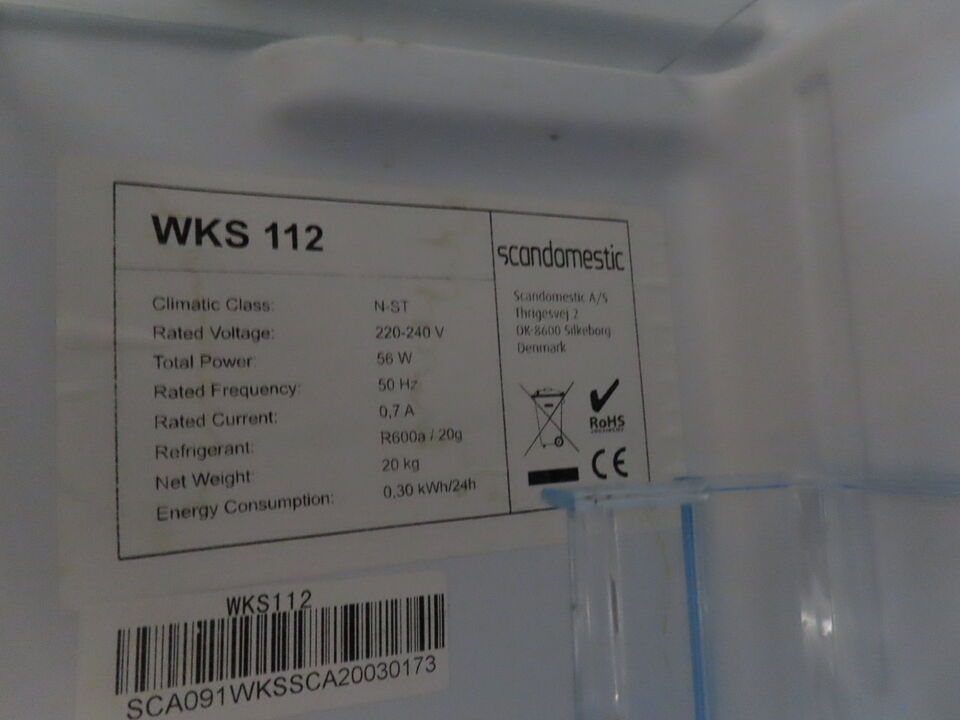 WKS 112
Climatic Class: N-ST
Rated Voltage: 220-240 V
Total Power: 56 W
Rated Frequency: 50 Hz
Rated Current: 0,7 A
Refrigerant: R600a / 20g
Net Weight: 20 kg
Energy Consumption: 0,30 kWh/24h
scandomestic
Scandomestic A/S
Thrigesvej 2
DK-8600 Silkeborg
Denmark
RoHS
CE
WKS112
SCA091WKSSCA20030173